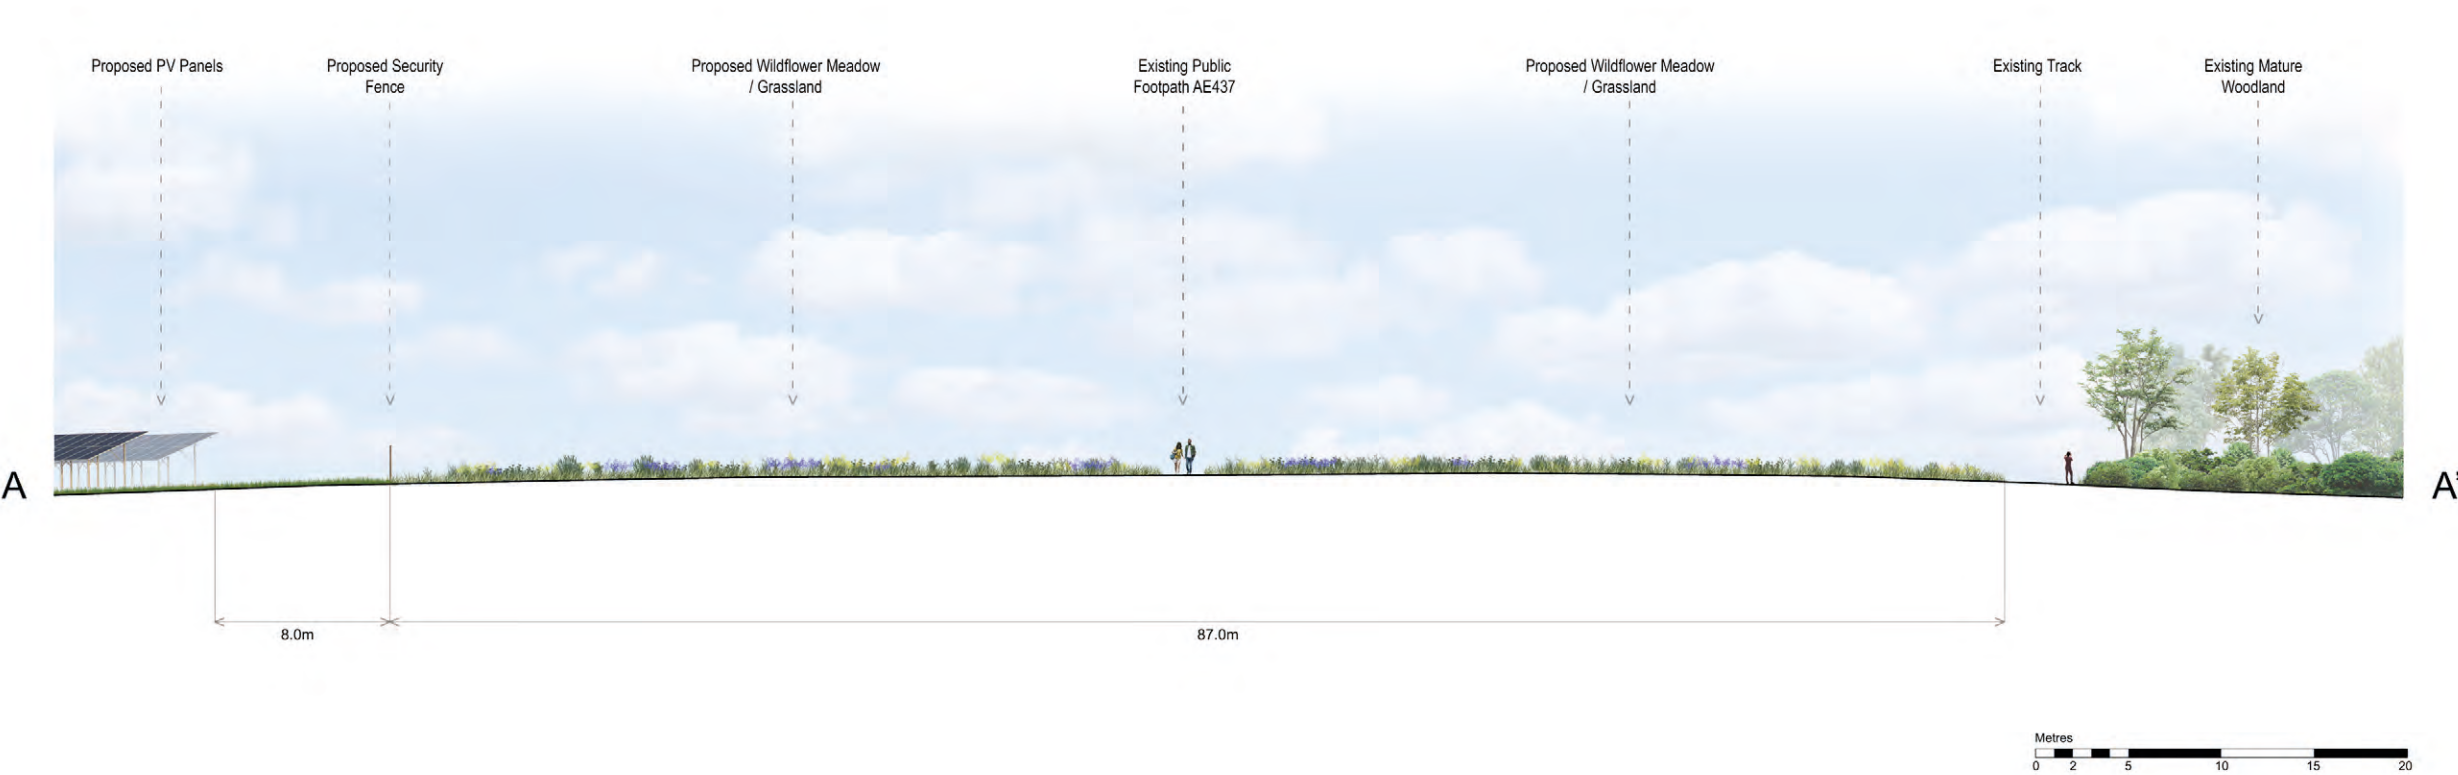 Proposed PV Panels
Proposed Security
Fence
Proposed Wildflower Meadow
/ Grassland
Existing Public
Footpath AE437
Proposed Wildflower Meadow
/ Grassland
Existing Track
Existing Mature
Woodland
A
A'
8.0m
87.0m
Metres
0 2 5 10 15 20